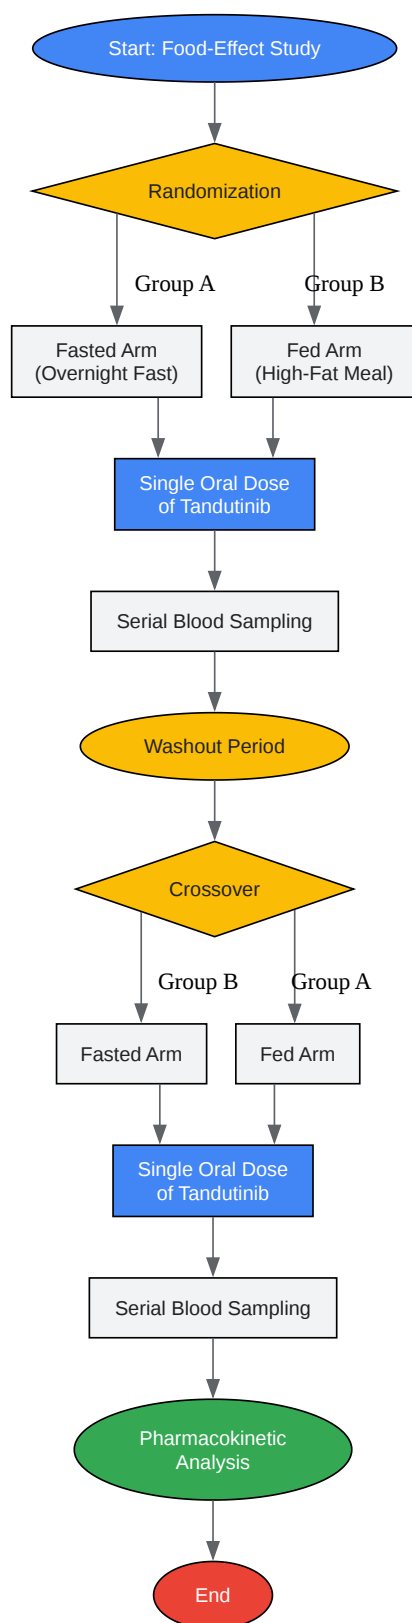 Start: Food-Effect Study
Randomization
Group A
Group B
Fasted Arm
(Overnight Fast)
Fed Arm
(High-Fat Meal)
Single Oral Dose
of Tandutinib
Serial Blood Sampling
Washout Period
Crossover
Group B
Group A
Fasted Arm
Fed Arm
Single Oral Dose
of Tandutinib
Serial Blood Sampling
Pharmacokinetic
Analysis
End